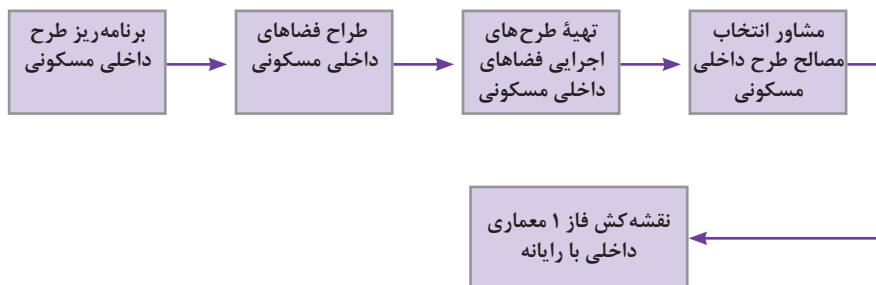 برنامه‌ریز طرح
داخلی مسکونی
طراح فضاهای
داخلی مسکونی
تهیهٔ طرح‌های
اجرایی فضاهای
داخلی مسکونی
مشاور انتخاب
مصالح طرح داخلی
مسکونی
نقشه‌کش فاز ۱ معماری
داخلی با رایانه